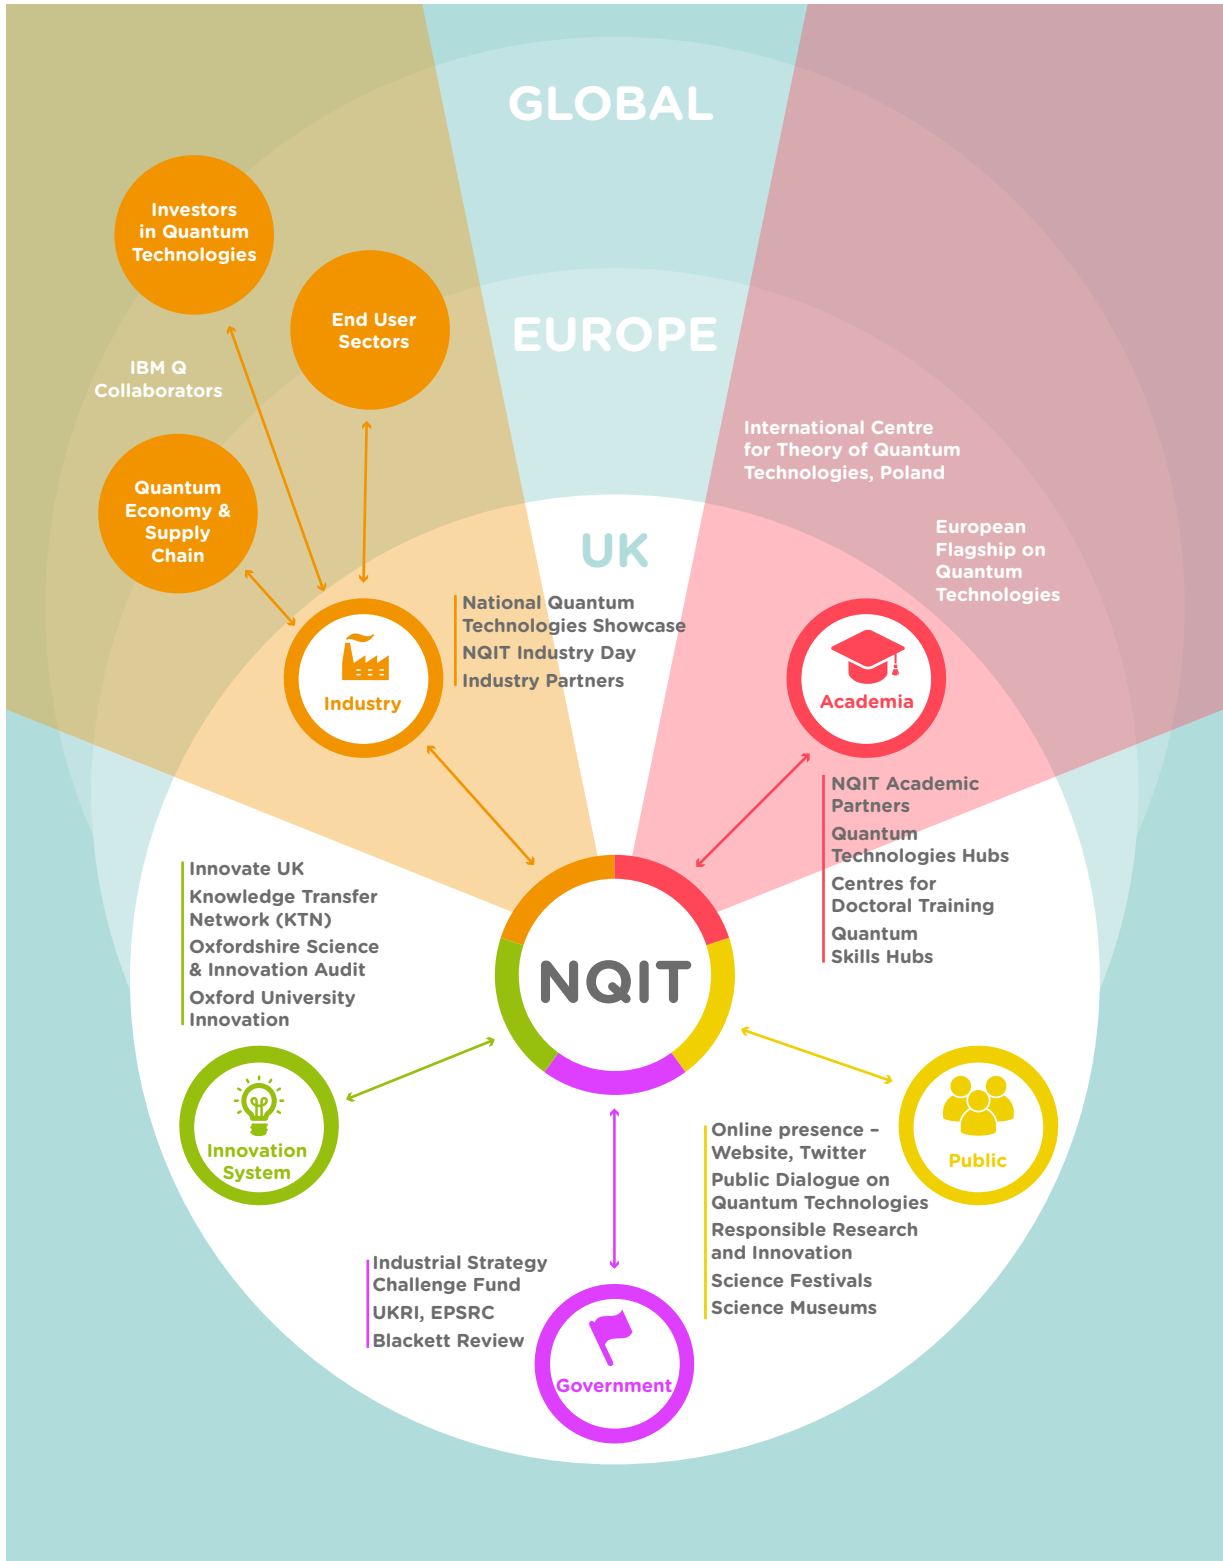 GLOBAL
Investors
in Quantum
Technologies
End User
Sectors
EUROPE
IBM Q
Collaborators
International Centre
for Theory of Quantum
Technologies, Poland
Quantum
Economy &
Supply
Chain
European
Flagship on
Quantum
Technologies
UK
National Quantum
Technologies Showcase
NQIT Industry Day
Industry Partners
Industry
Academia
NQIT Academic
Partners
Quantum
Technologies Hubs
Centres for
Doctoral Training
Quantum
Skills Hubs
Innovate UK
Knowledge Transfer
Network (KTN)
Oxfordshire Science
& Innovation Audit
Oxford University
Innovation
NQIT
Innovation
System
Online presence –
Website, Twitter
Public Dialogue on
Quantum Technologies
Responsible Research
and Innovation
Science Festivals
Science Museums
Public
Industrial Strategy
Challenge Fund
UKRI, EPSRC
Blackett Review
Government